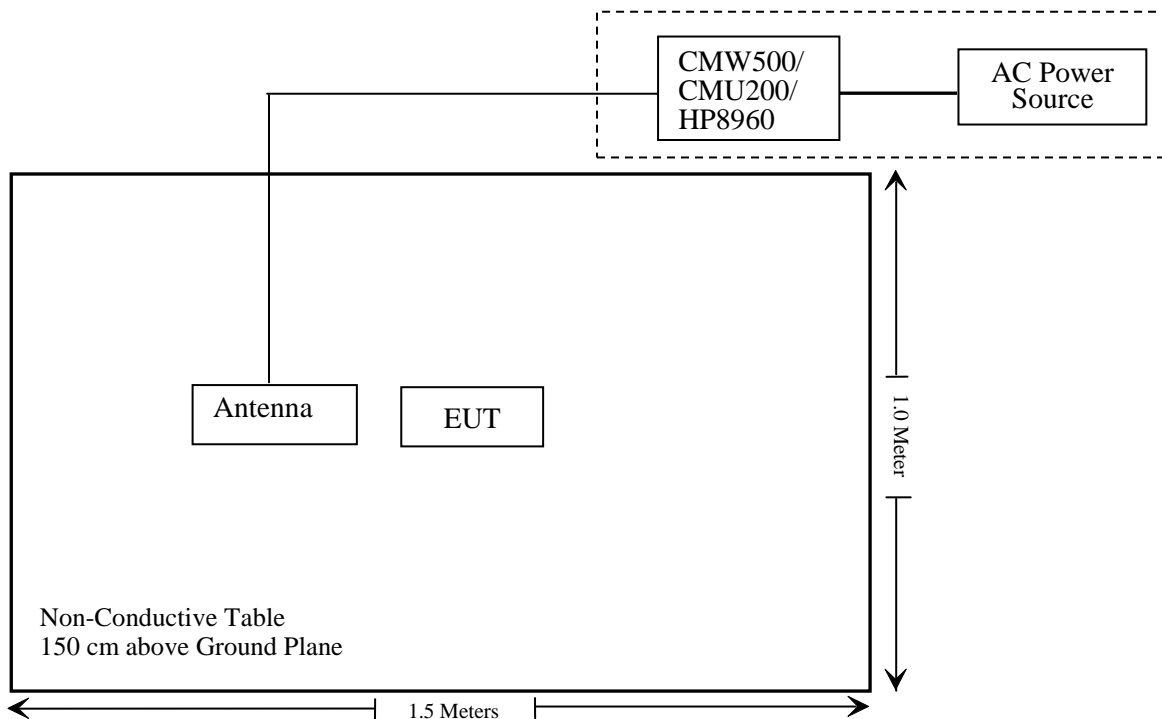 CMW500/
CMU200/
HP8960
AC Power
Source
Antenna
EUT
1.0 Meter
Non-Conductive Table
150 cm above Ground Plane
1.5 Meters